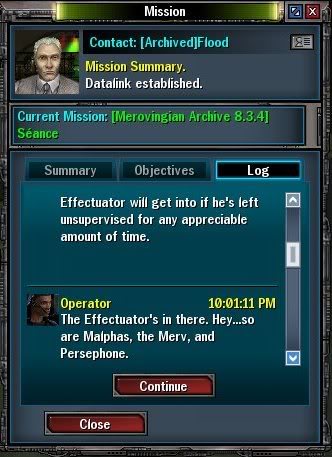 Mission
Contact: [Archived]Flood
Mission Summary.
Datalink established.
Current Mission: [Merovingian Archive 8.3.4]
Séance
Summary Objectives Log
Effectuator will get into if he's left
unsupervised for any appreciable
amount of time.
Operator 10:01:11 PM
The Effectuator's in there. Hey...so
are Malphas, the Merv, and
Persephone.
Continue
Close